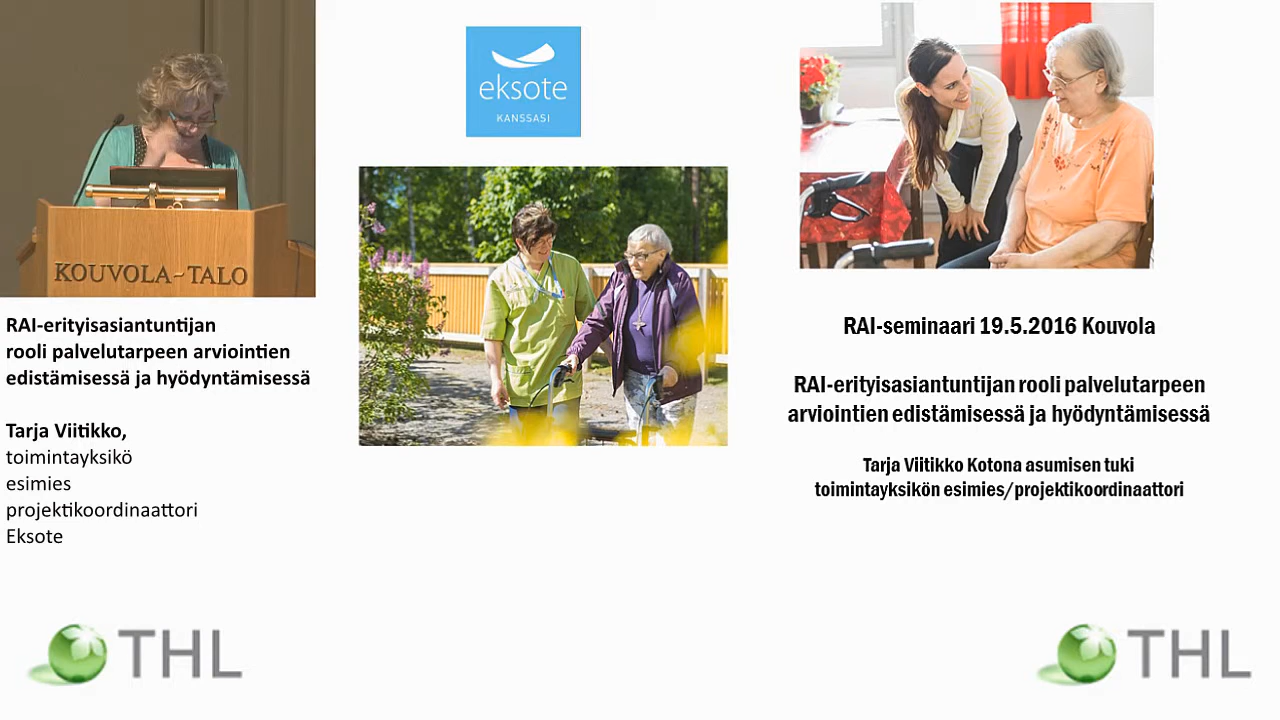 eksote
KANSSASI
KOUVOLA-TALO
RAI-erityisasiantuntijan
rooli palvelutarpeen arviointien
edistämisessä ja hyödyntämisessä
Tarja Viitikko,
toimintayksikö
esimies
projektikoordinaattori
Eksote
RAI-seminaari 19.5.2016 Kouvola
RAI-erityisasiantuntijan rooli palvelutarpeen
arviointien edistämisessä ja hyödyntämisessä
Tarja Viitikko Kotona asumisen tuki
toimintayksikön esimies/projektikoordinaattori
THL
THL